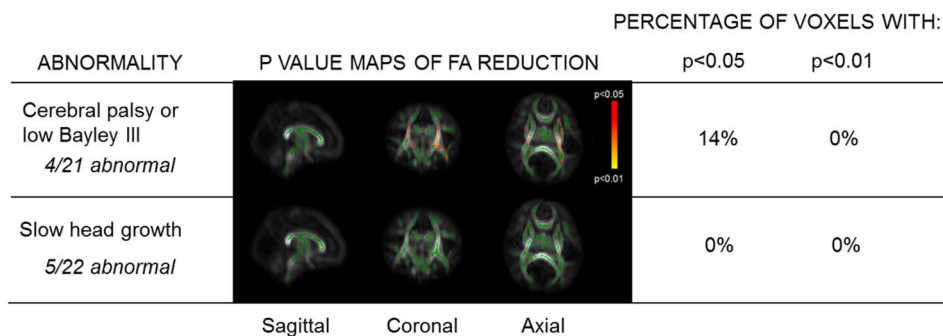 PERCENTAGE OF VOXELS WITH:
ABNORMALITY
P VALUE MAPS OF FA REDUCTION
p<0.05
p<0.01
Cerebral palsy or
low Bayley III
4/21 abnormal
p<0.05
p<0.01
14%
0%
Slow head growth
5/22 abnormal
0%
0%
Sagittal
Coronal
Axial